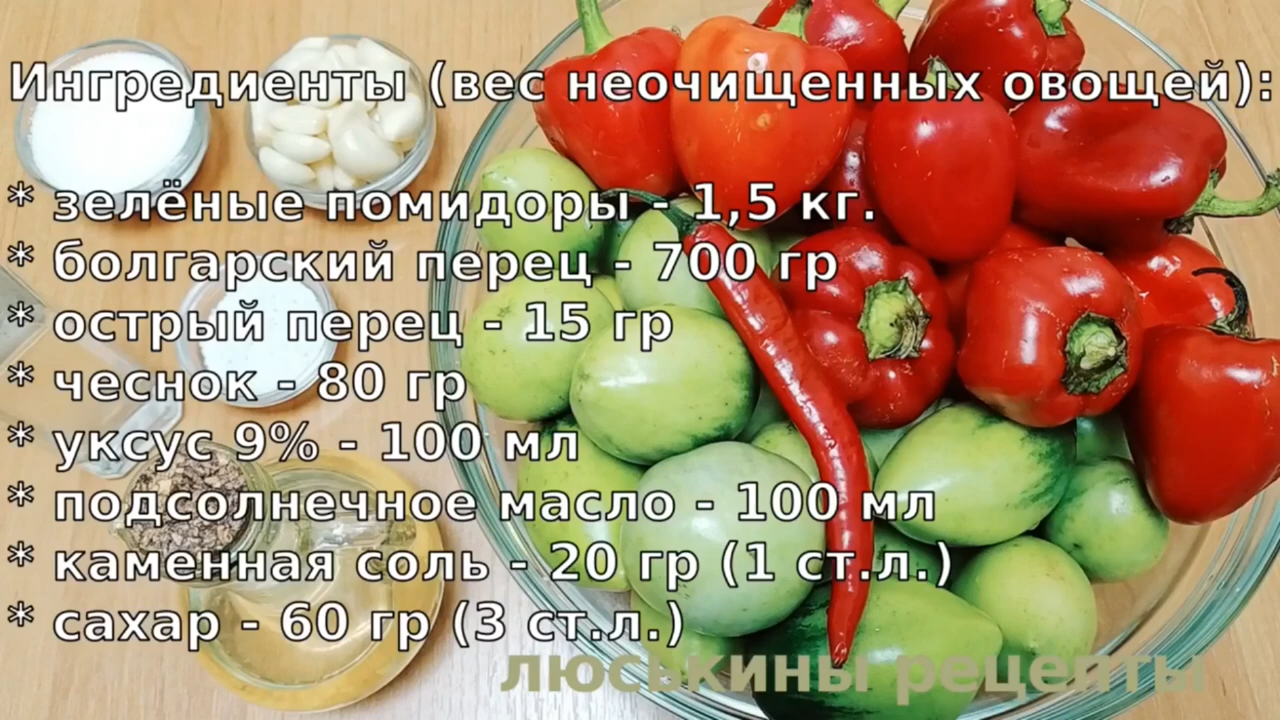 Ингредиенты (вес неочищенных овощей):
* зелёные помидоры - 1,5 кг.
* болгарский перец - 700 гр
* острый перец - 15 гр
* чеснок - 80 гр
* уксус 9% - 100 мл
* подсолнечное масло - 100 мл
* каменная соль - 20 гр (1 ст.л.)
* сахар - 60 гр (3 ст.л.)
люськины рецепты